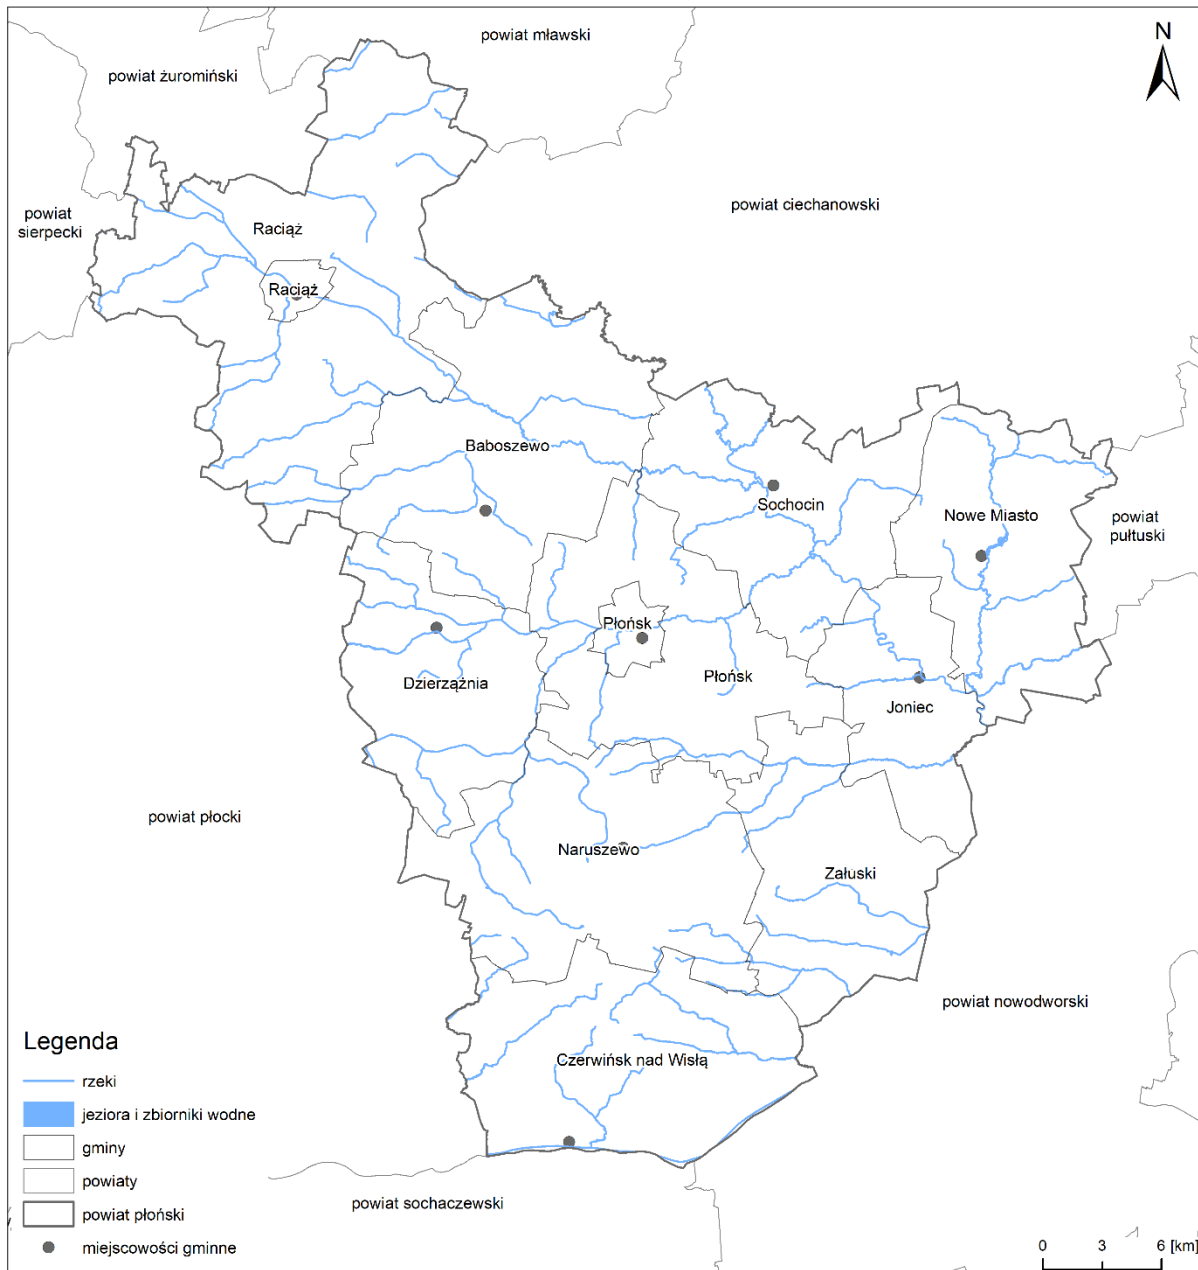 powiat mławski
N
powiat żuromiński
powiat ciechanowski
powiat
sierpecki
Raciąż
Raciąż
Baboszewo
Sochocin
Nowe Miasto
powiat
pułtuski
Płońsk
Płońsk
Dzierzążnia
Joniec
powiat płocki
Naruszewo
Załuski
powiat nowodworski
Czerwińsk nad Wisłą
powiat sochaczewski
Legenda
rzeki
jeziora i zbiorniki wodne
gminy
powiaty
powiat płoński
miejscowości gminne
0 3 6 [km]